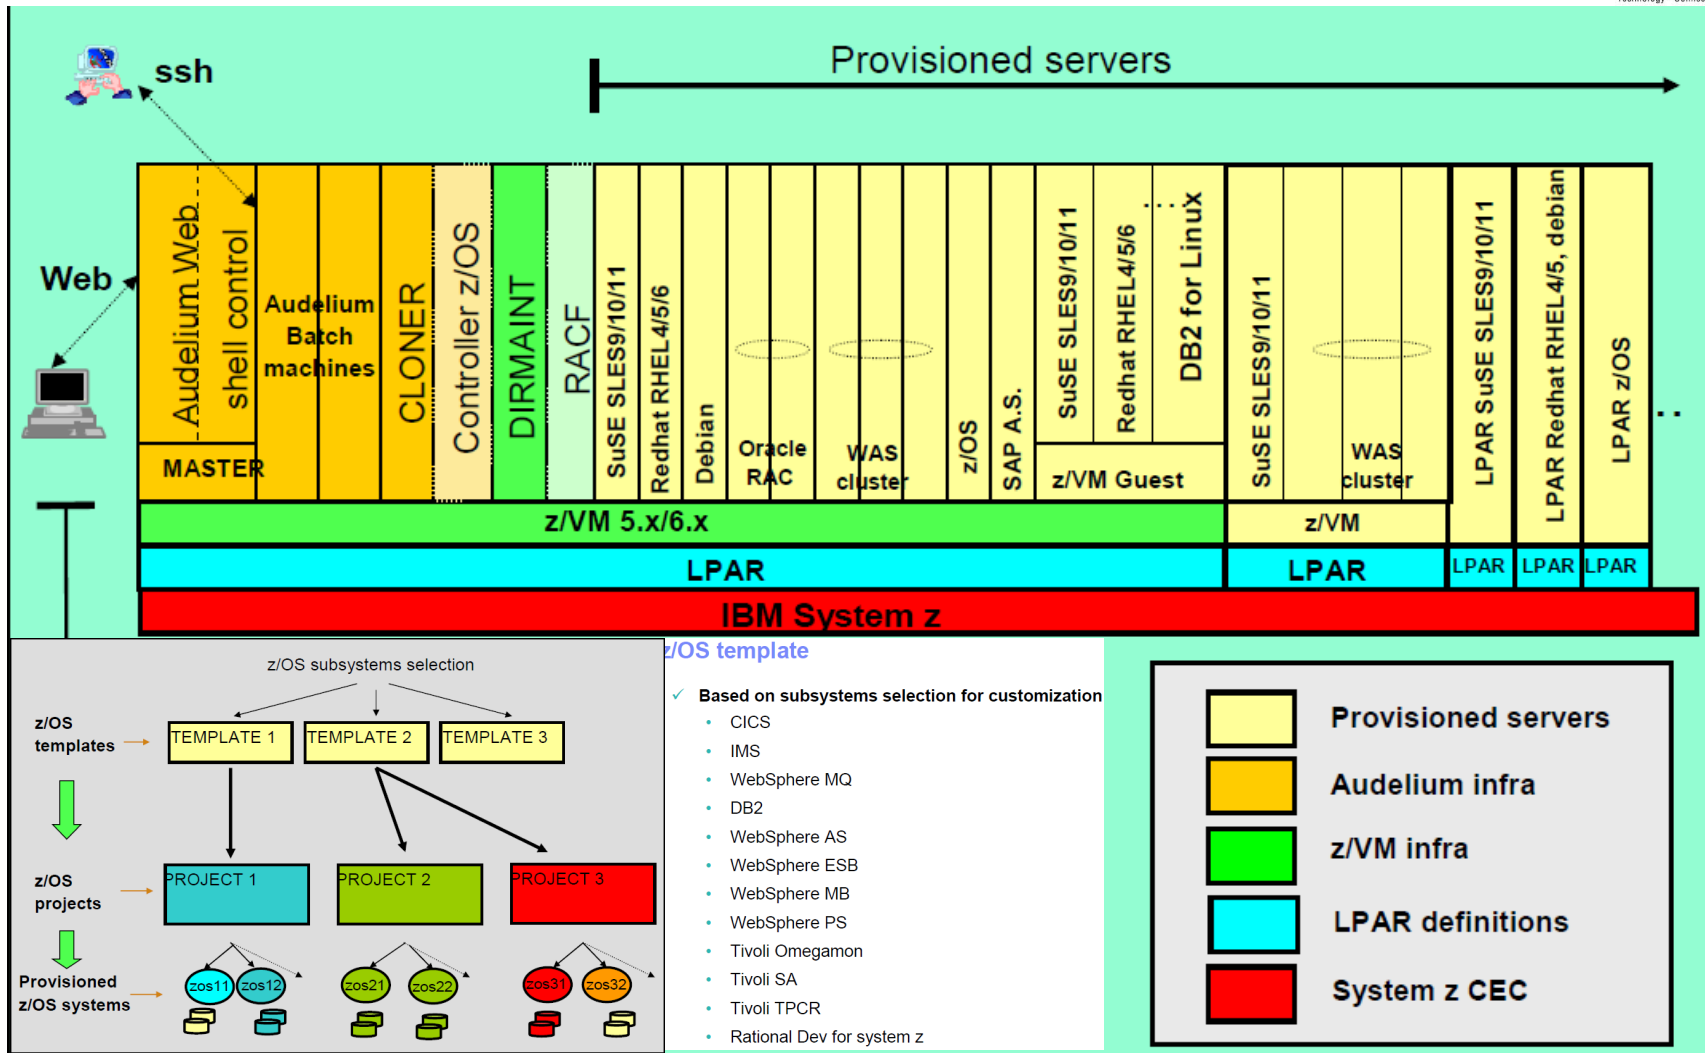 Provisioned servers
ssh
Web
Audelium Web
shell control
MASTER
Audelium
Batch
machines
CLONER
Controller z/OS
DIRMAINT
RACF
SuSE SLES9/10/11
Redhat RHEL4/5/6
Debian
Oracle
RAC
WAS
cluster
z/OS
SAP A.S.
SuSE SLES9/10/11
Redhat RHEL4/5/6
....
DB2 for Linux
z/VM Guest
SuSE SLES9/10/11
WAS
cluster
LPAR SuSE SLES9/10/11
LPAR Redhat RHEL4/5, debian
LPAR z/OS
..
z/VM 5.x/6.x
z/VM
LPAR
LPAR
LPAR
LPAR
LPAR
IBM System z
z/OS subsystems selection
z/OS
templates
TEMPLATE 1
TEMPLATE 2
TEMPLATE 3
z/OS
projects
PROJECT 1
PROJECT 2
PROJECT 3
Provisioned
z/OS systems
zos11
zos12
zos21
zos22
zos31
zos32
z/OS template
✓ Based on subsystems selection for customization
• CICS
• IMS
• WebSphere MQ
• DB2
• WebSphere AS
• WebSphere ESB
• WebSphere MB
• WebSphere PS
• Tivoli Omegamon
• Tivoli SA
• Tivoli TPCR
• Rational Dev for system z
Provisioned servers
Audelium infra
z/VM infra
LPAR definitions
System z CEC